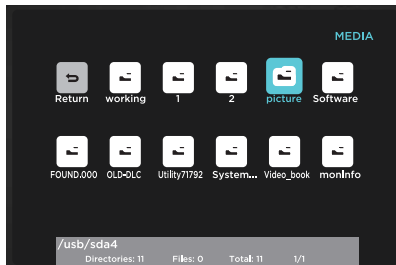 MEDIA
Return working 1 2 picture Software
FOUND.000 OLD-DLC Utility71792 System... Video_book monInfo
/usb/sda4
Directories: 11 Files: 0 Total: 11 1/1